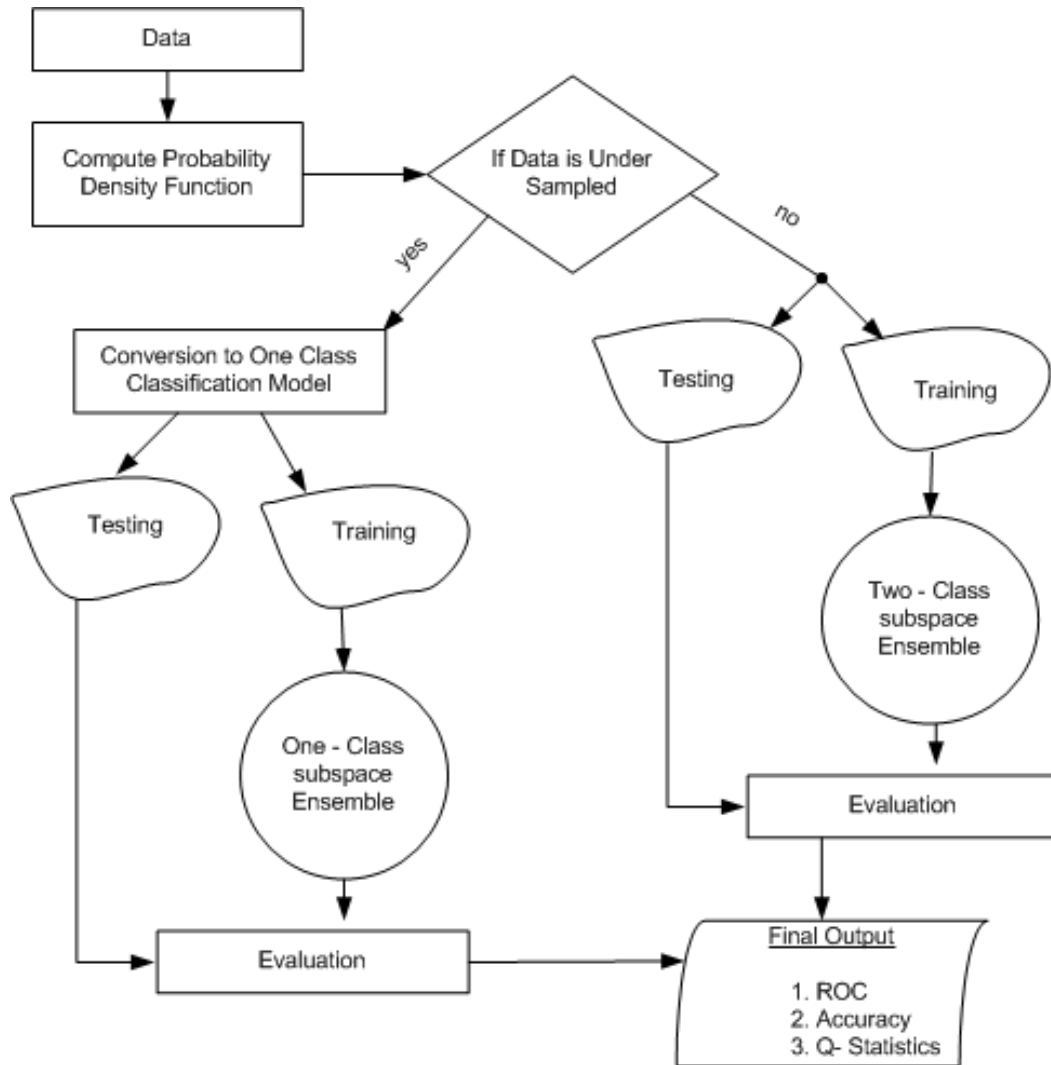 Data
Compute Probability
Density Function
If Data is Under
Sampled
yes
no
Conversion to One Class
Classification Model
Testing
Training
Testing
Training
One - Class
subspace
Ensemble
Two - Class
subspace
Ensemble
Evaluation
Evaluation
Final Output
1. ROC
2. Accuracy
3. Q- Statistics